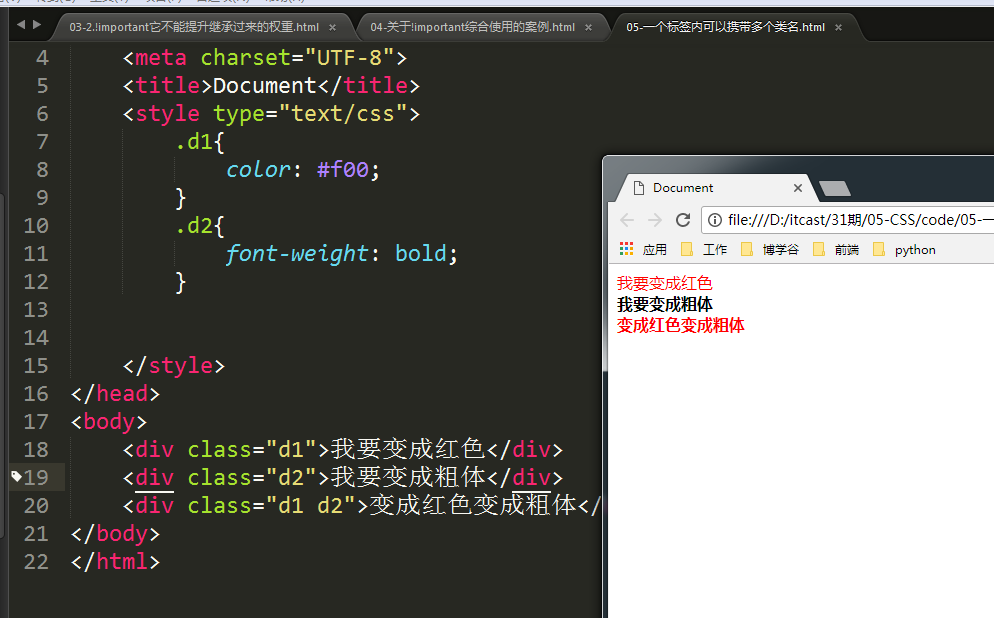 03-2.!important它不能提升继承过来的权重.html ×
04-关于!important综合使用的案例.html ×
05-一个标签内可以携带多个类名.html ×
4 <meta charset="UTF-8">
5 <title>Document</title>
6 <style type="text/css">
7 .d1{
8 color: #f00;
9 }
10 .d2{
11 font-weight: bold;
12 }
13
14
15 </style>
16 </head>
17 <body>
18 <div class="d1">我要变成红色</div>
19 <div class="d2">我要变成粗体</div>
20 <div class="d1 d2">变成红色变成粗体</
21 </body>
22 </html>
Document ×
file:///D:/itcast/31期/05-CSS/code/05-一
应用 工作 博学谷 前端 python
我要变成红色
我要变成粗体
变成红色变成粗体